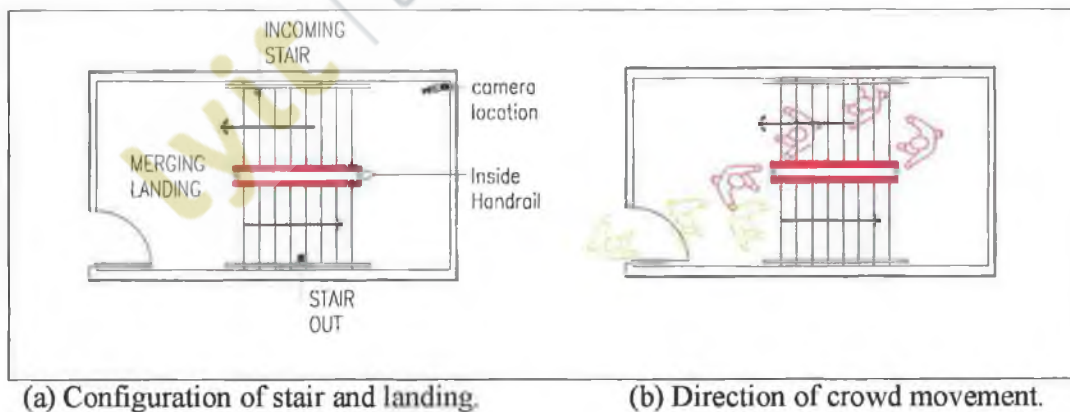 INCOMING
STAIR
camera
location
MERGING
LANDING
Inside
Handrail
STAIR
OUT
lyit
(a) Configuration of stair and landing.
(b) Direction of crowd movement.